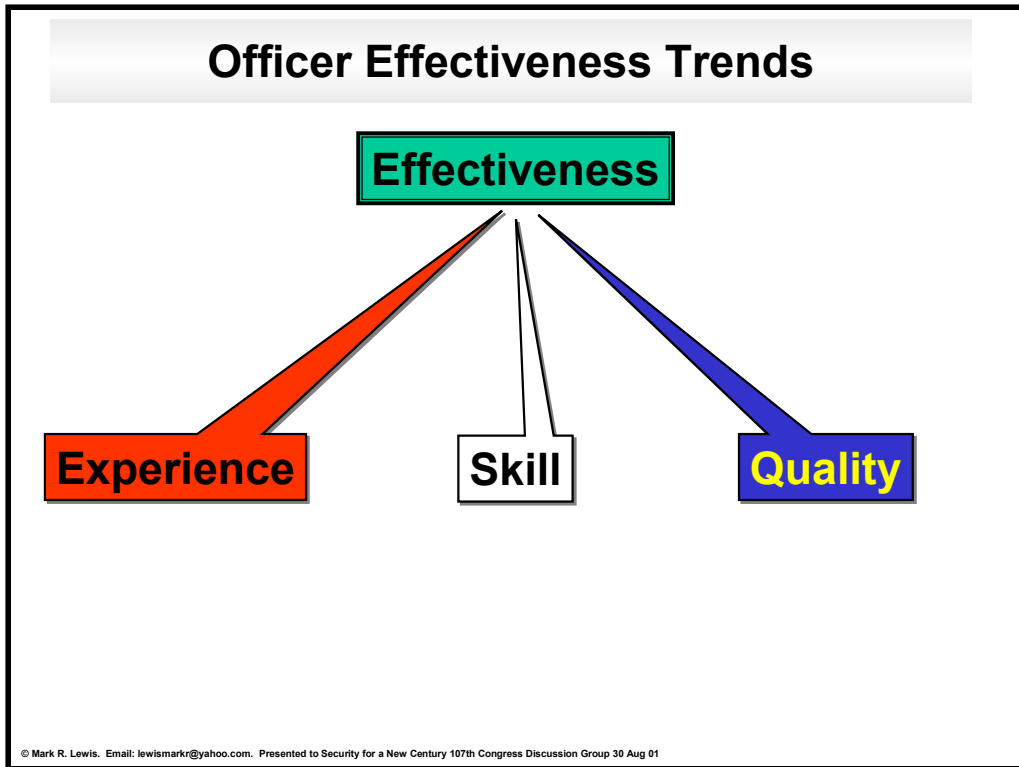 Officer Effectiveness Trends
Effectiveness
Experience
Skill
Quality
© Mark R. Lewis. Email: lewismarkr@yahoo.com. Presented to Security for a New Century 107th Congress Discussion Group 30 Aug 01